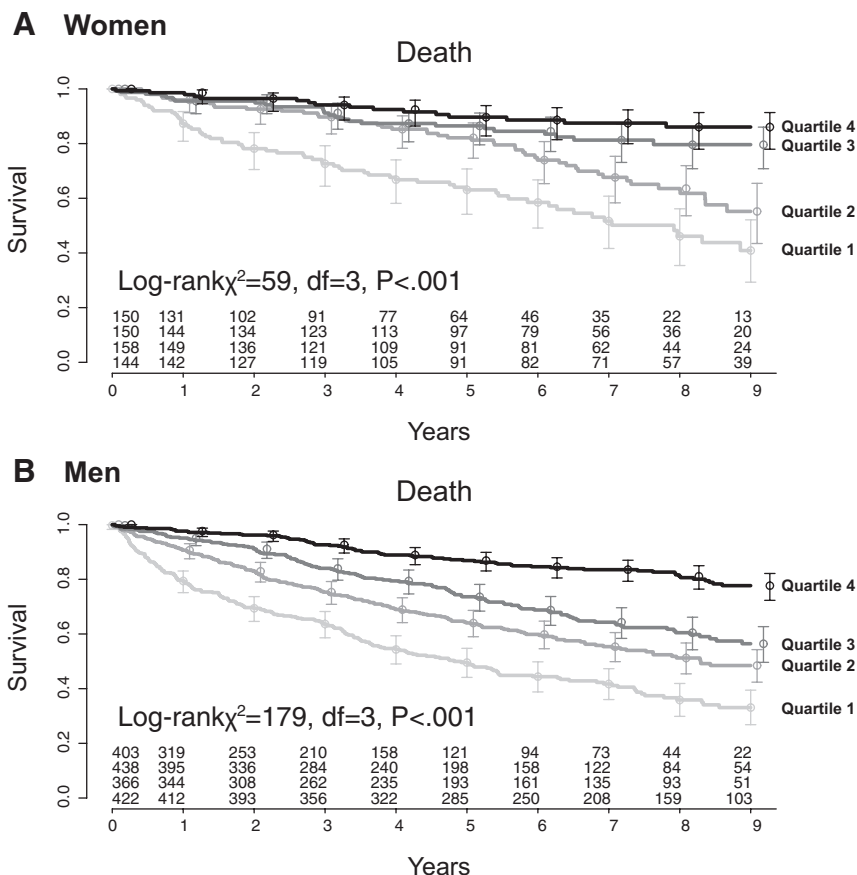 A Women
Death
Survival
1.0
0.8
0.6
0.4
0.2
0.0
Quartile 4
Quartile 3
Quartile 2
Quartile 1
Log-rankχ²=59, df=3, P<.001
150 131 102 91 77 64 46 35 22 13
150 144 134 123 113 97 79 56 36 20
158 149 136 121 109 91 81 62 44 24
144 142 127 119 105 91 82 71 57 39
0 1 2 3 4 5 6 7 8 9
Years
B Men
Death
Survival
1.0
0.8
0.6
0.4
0.2
0.0
Quartile 4
Quartile 3
Quartile 2
Quartile 1
Log-rankχ²=179, df=3, P<.001
403 319 253 210 158 121 94 73 44 22
438 395 336 284 240 198 158 122 84 54
366 344 308 262 235 193 161 135 93 51
422 412 393 356 322 285 250 208 159 103
0 1 2 3 4 5 6 7 8 9
Years